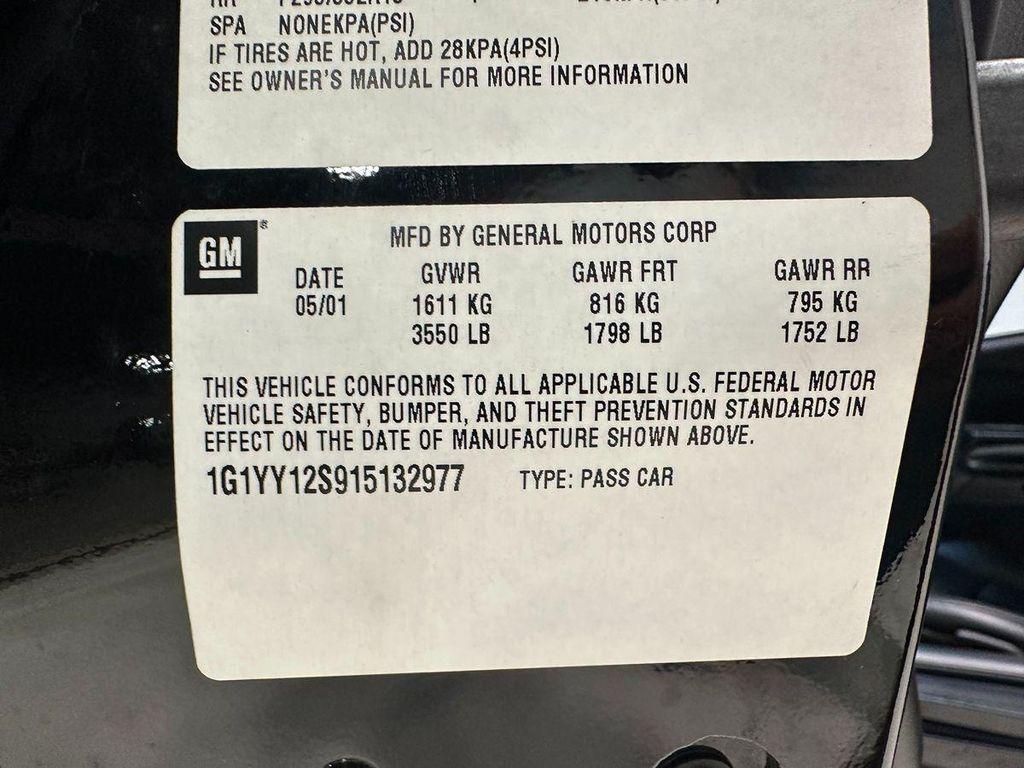 SPA NONEKPA(PSI)
IF TIRES ARE HOT, ADD 28KPA(4PSI)
SEE OWNER'S MANUAL FOR MORE INFORMATION
GM®
MFD BY GENERAL MOTORS CORP
DATE GVWR GAWR FRT GAWR RR
05/01 1611 KG 816 KG 795 KG
3550 LB 1798 LB 1752 LB
THIS VEHICLE CONFORMS TO ALL APPLICABLE U.S. FEDERAL MOTOR
VEHICLE SAFETY, BUMPER, AND THEFT PREVENTION STANDARDS IN
EFFECT ON THE DATE OF MANUFACTURE SHOWN ABOVE.
1G1YY12S915132977 TYPE: PASS CAR